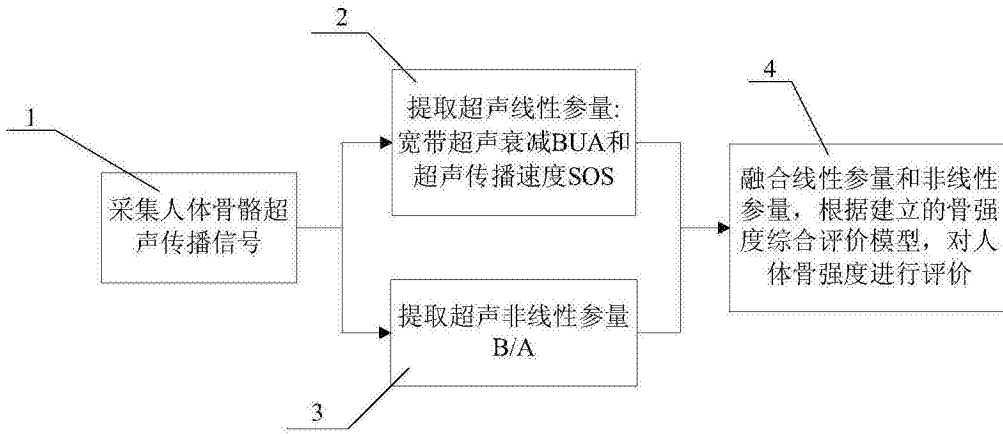 1
采集人体骨骼超
声传播信号
2
提取超声线性参量:
宽带超声衰减BUA和
超声传播速度SOS
提取超声非线性参量
B/A
3
4
融合线性参量和非线性
参量，根据建立的骨强
度综合评价模型，对人
体骨强度进行评价